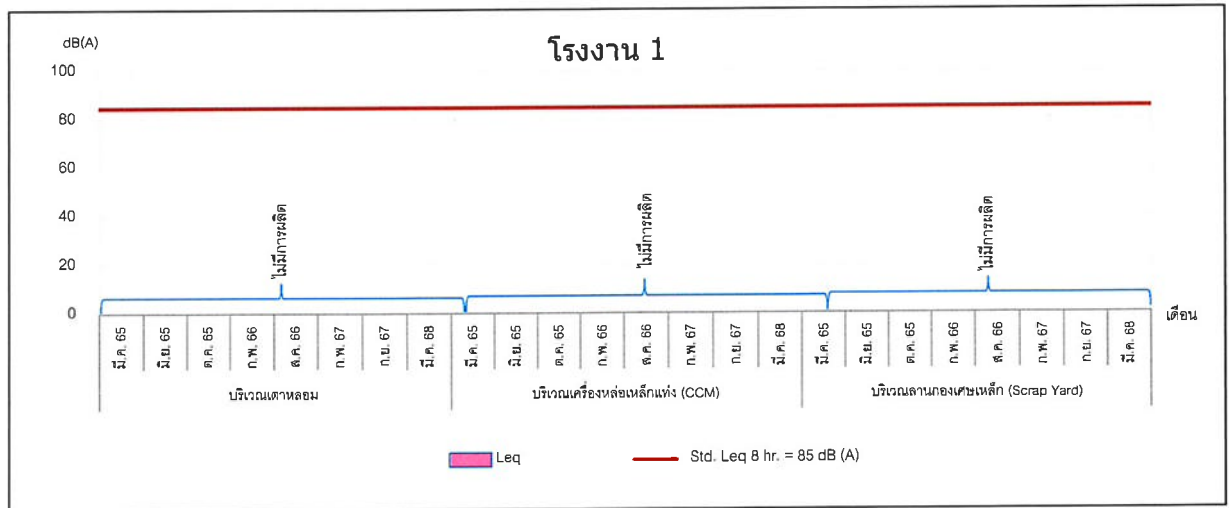 โรงงาน 1
dB(A)
100
80
60
40
20
0
ไม่มีการผลิต
ไม่มีการผลิต
ไม่มีการผลิต
เดือน
มี.ค. 65
มิ.ย. 65
ต.ค. 65
ก.พ. 66
ส.ค. 66
ก.พ. 67
ก.ย. 67
มี.ค. 68
มี.ค. 65
มิ.ย. 65
ต.ค. 65
ก.พ. 66
ส.ค. 66
ก.พ. 67
ก.ย. 67
มี.ค. 68
มี.ค. 65
มิ.ย. 65
ต.ค. 65
ก.พ. 66
ส.ค. 66
ก.พ. 67
ก.ย. 67
มี.ค. 68
บริเวณเตาหลอม
บริเวณเครื่องหล่อเหล็กแท่ง (CCM)
บริเวณลานกองเศษเหล็ก (Scrap Yard)
Leq
Std. Leq 8 hr. = 85 dB (A)